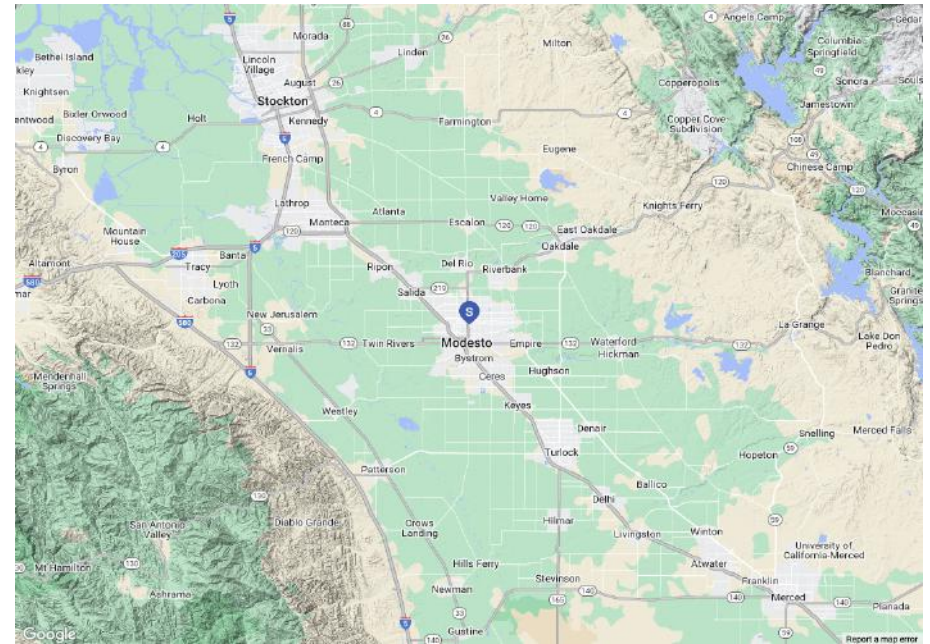 Angels Camp
Morada
Linden
Milton
Columbia
Cedar
Bethel Island
Lincoln
Village
Springfield
kley
August
Copperopolis
Sonora
Knightsen
Stockton
Jamestown
Bixler Orwood
Holt
Kennedy
Farmington
Copper Cove
Subdivision
entwood
Discovery Bay
French Camp
Eugene
Chinese Camp
Byron
Valley Home
Lathrop
Atlanta
Knights Ferry
Manteca
Escalon
East Oakdale
Moccasin
Mountain
House
Oakdale
Banta
Altamont
Tracy
Ripon
Del Rio
Riverbank
Blanchard
Lyoth
Salida
Granite
Springs
Carbona
New Jerusalem
S
La Grange
Lake Don
Pedro
Vernalis
Twin Rivers
Modesto
Empire
Waterford
Hickman
Bystrom
Mendenhall
Springs
Ceres
Hughson
Westley
Keyes
Denair
Snelling
Merced Falls
Turlock
Hopeton
Patterson
Ballico
Diablo Grande
Delhi
San Antonio
Valley
Crows
Landing
Hilmar
Livingston
Winton
University of
California-Merced
Mt Hamilton
Hills Ferry
Atwater
Ashrama
Stevinson
Franklin
Newman
Merced
Planada
Gustine
Google
Report a map error